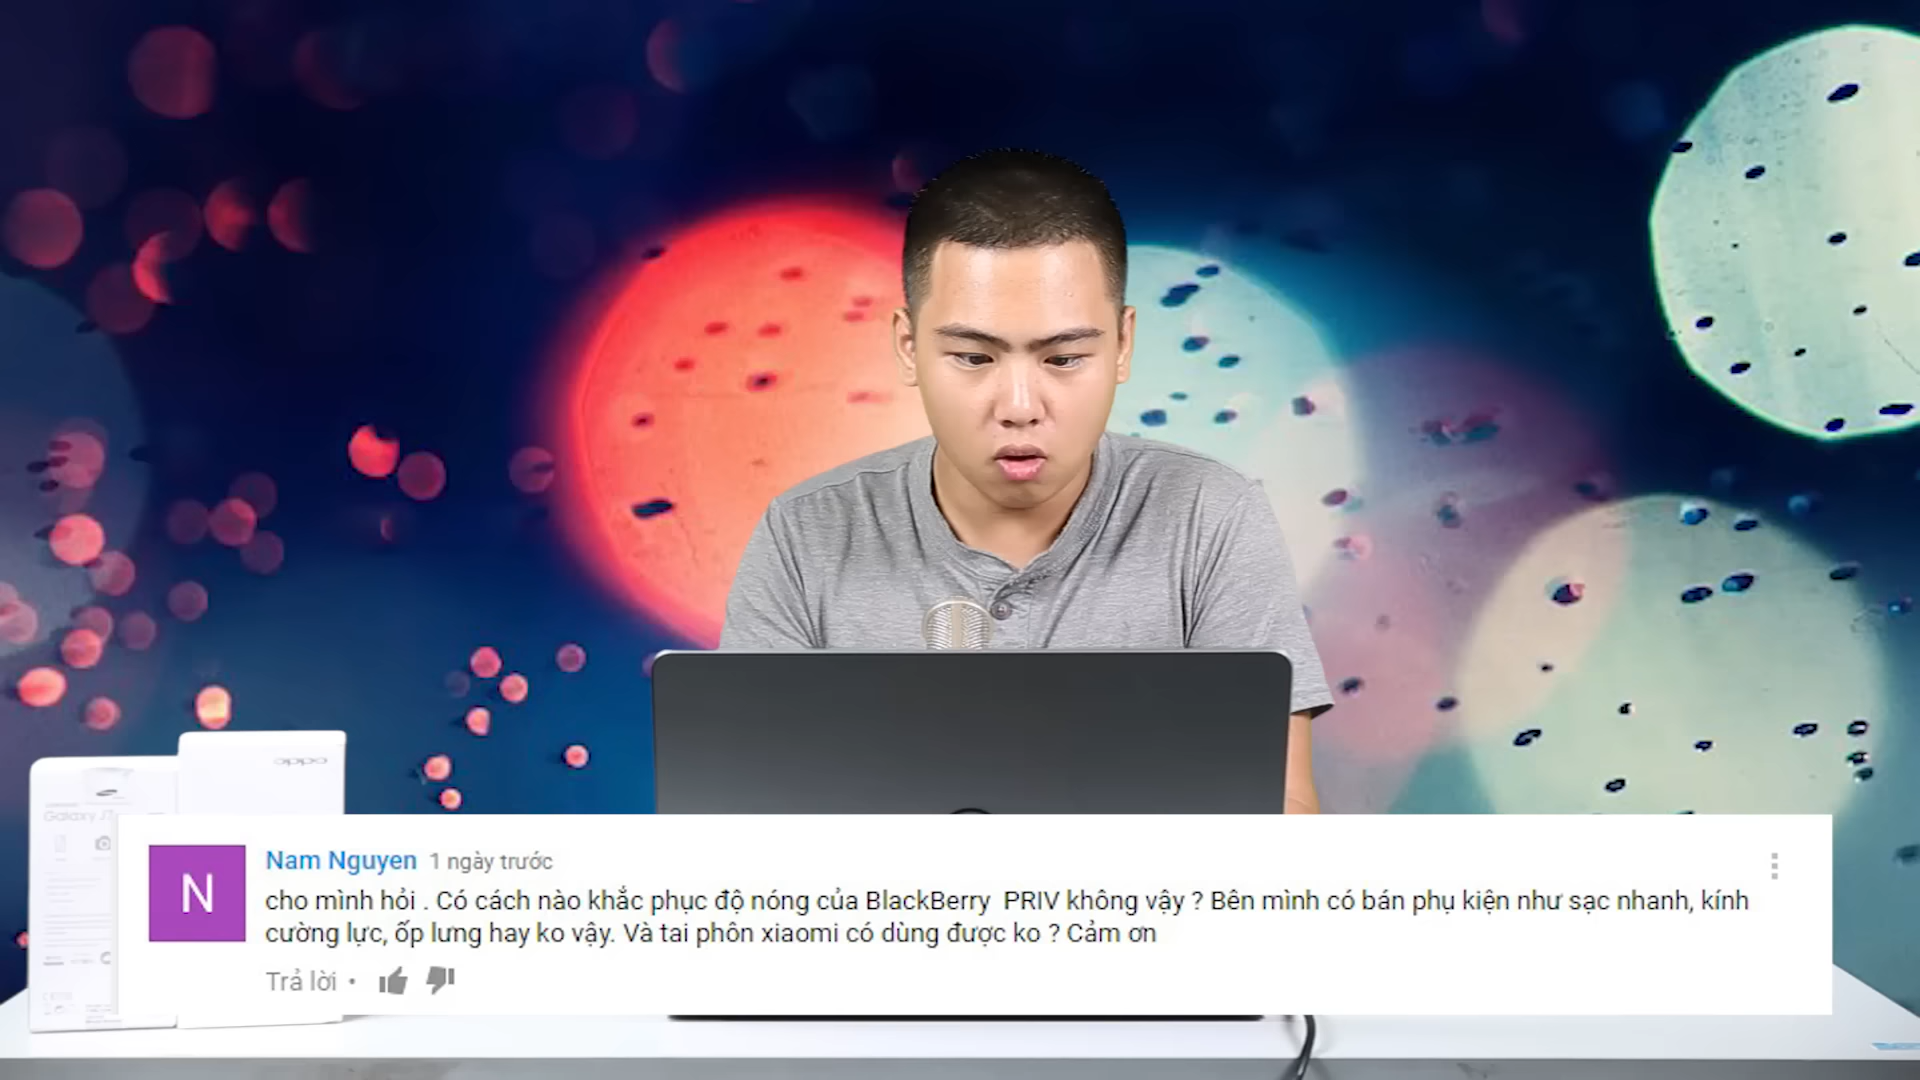 oppo
Galaxy J7
N
Nam Nguyen 1 ngày trước
cho mình hỏi . Có cách nào khắc phục độ nóng của BlackBerry PRIV không vậy ? Bên mình có bán phụ kiện như sạc nhanh, kính
cường lực, ốp lưng hay ko vậy. Và tai phôn xiaomi có dùng được ko ? Cảm ơn
Trả lời •